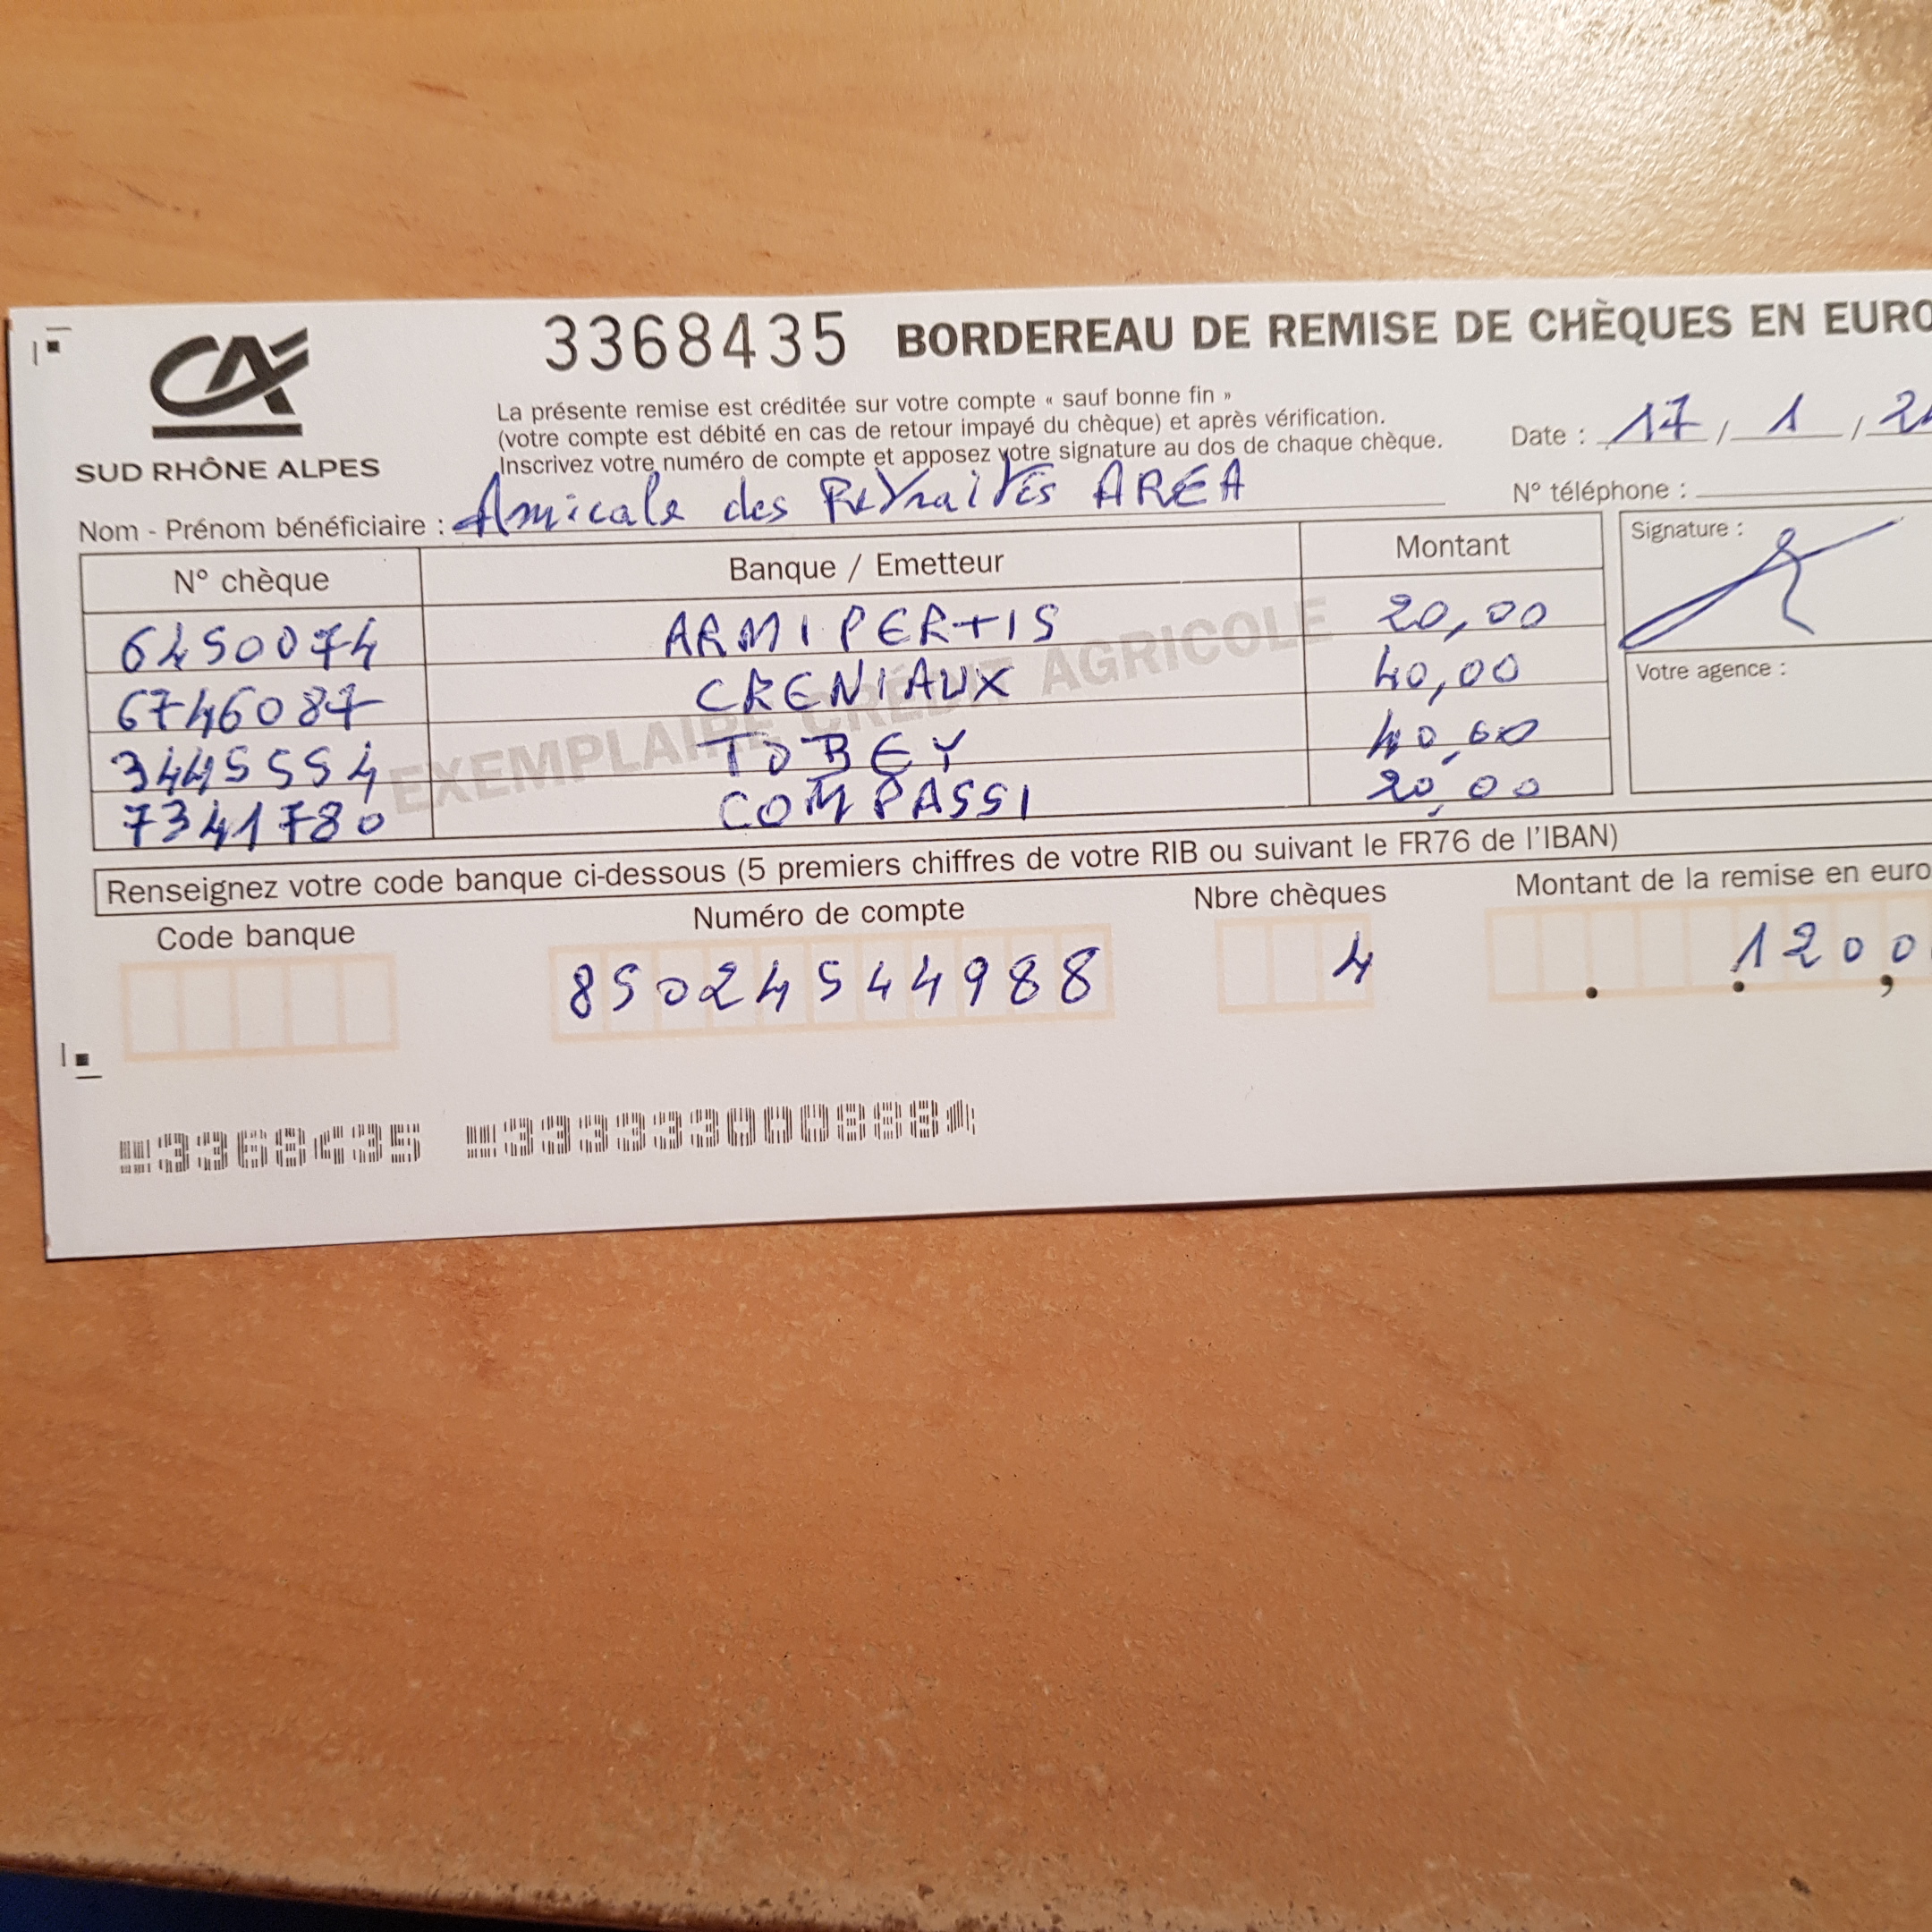 3368435 BORDEREAU DE REMISE DE CHÈQUES EN EURO
CA
SUD RHÔNE ALPES
La présente remise est créditée sur votre compte « sauf bonne fin »
(votre compte est débité en cas de retour impayé du chèque) et après vérification.
Inscrivez votre numéro de compte et apposez votre signature au dos de chaque chèque.
Date : 17 / 1 /
N° téléphone :
Nom - Prénom bénéficiaire : Amicale des Retraités AREA
N° chèque Banque / Emetteur Montant
Signature :
6450074 ARMIPERTIS 20,00
6746087 CRENIAUX 40,00
3445554 TOBEY 40,00
7341780 COMPASSI 20,00
Votre agence :
EXEMPLAIRE CRÉDIT AGRICOLE
Renseignez votre code banque ci-dessous (5 premiers chiffres de votre RIB ou suivant le FR76 de l'IBAN)
Code banque Numéro de compte Nbre chèques Montant de la remise en euro
85024544988 4 120,0
3368435 333333000888